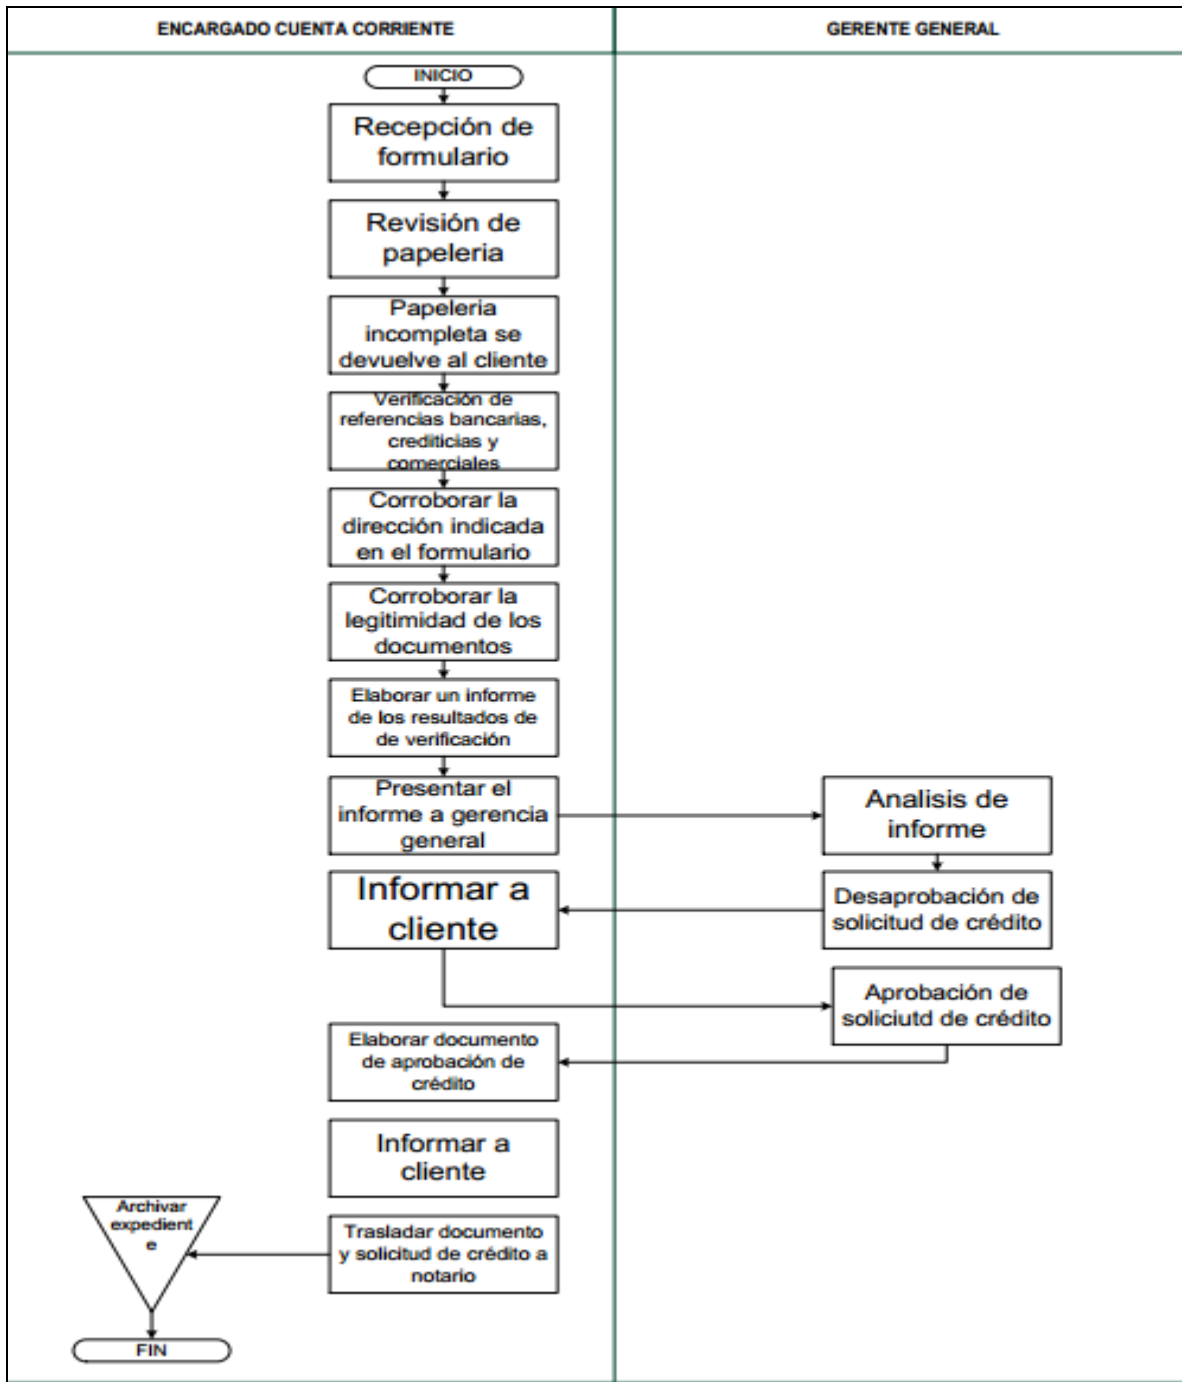 ENCARGADO CUENTA CORRIENTE
GERENTE GENERAL
INICIO
Recepción de
formulario
Revisión de
papeleria
Papeleria
incompleta se
devuelve al cliente
Verificación de
referencias bancarias,
crediticias y
comerciales
Corroborar la
dirección indicada
en el formulario
Corroborar la
legitimidad de los
documentos
Elaborar un informe
de los resultados de
de verificación
Presentar el
informe a gerencia
general
Analisis de
informe
Desaprobación de
solicitud de crédito
Informar a
cliente
Aprobación de
soliciutd de crédito
Elaborar documento
de aprobación de
crédito
Informar a
cliente
Trasladar documento
y solicitud de crédito a
notario
Archivar
expedient
e
FIN